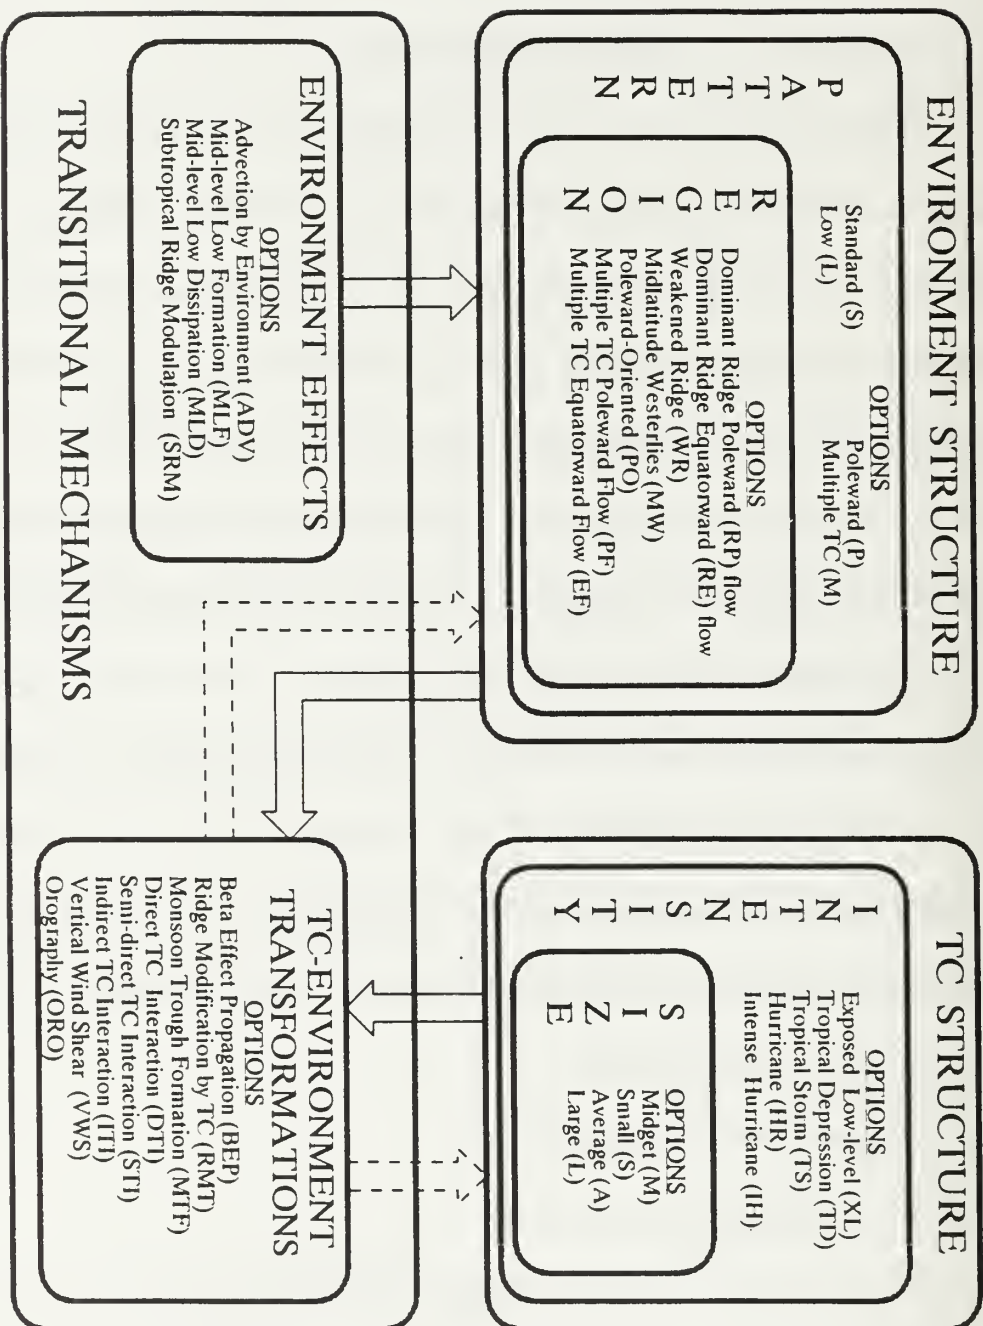 ENVIRONMENT STRUCTURE
PATTERN
OPTIONS
Standard (S)
Low (L)
Poleward (P)
Multiple TC (M)
REGION
OPTIONS
Dominant Ridge Poleward (RP) flow
Dominant Ridge Equatorward (RE) flow
Weakened Ridge (WR)
Midlatitude Westerlies (MW)
Poleward-Oriented (PO)
Multiple TC Poleward Flow (PF)
Multiple TC Equatorward Flow (EF)
TC STRUCTURE
INTENSITY
OPTIONS
Exposed Low-level (XL)
Tropical Depression (TD)
Tropical Storm (TS)
Hurricane (HR)
Intense Hurricane (IH)
SIZE
OPTIONS
Midget (M)
Small (S)
Average (A)
Large (L)
ENVIRONMENT EFFECTS
OPTIONS
Advection by Environment (ADV)
Mid-level Low Formation (MLF)
Mid-level Low Dissipation (MLD)
Subtropical Ridge Modulation (SRM)
TC-ENVIRONMENT
TRANSFORMATIONS
OPTIONS
Beta Effect Propagation (BEP)
Ridge Modification by TC (RMT)
Monsoon Trough Formation (MTF)
Direct TC Interaction (DTI)
Semi-direct TC Interaction (STI)
Indirect TC Interaction (ITI)
Vertical Wind Shear (VWS)
Orography (ORO)
TRANSITIONAL MECHANISMS